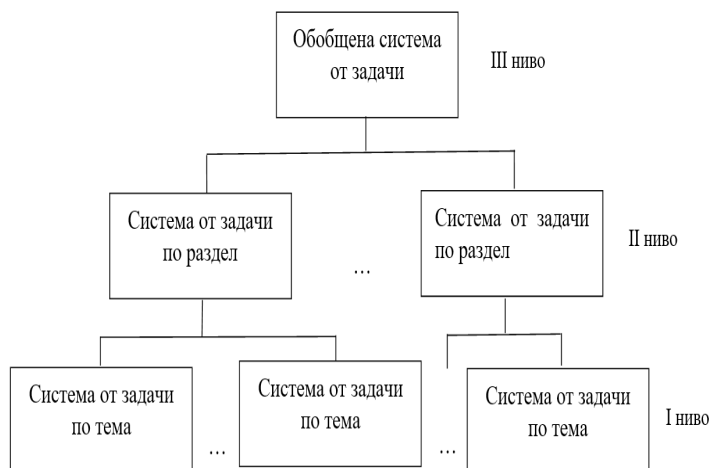 Обобщена система
от задачи
III ниво
Система от задачи
по раздел
...
Система от задачи
по раздел
II ниво
Система от задачи
по тема
...
Система от задачи
по тема
...
Система от задачи
по тема
I ниво